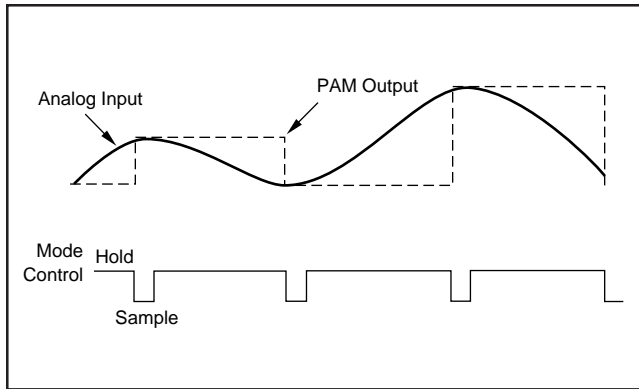 PAM Output
Analog Input
Mode
Control
Hold
Sample